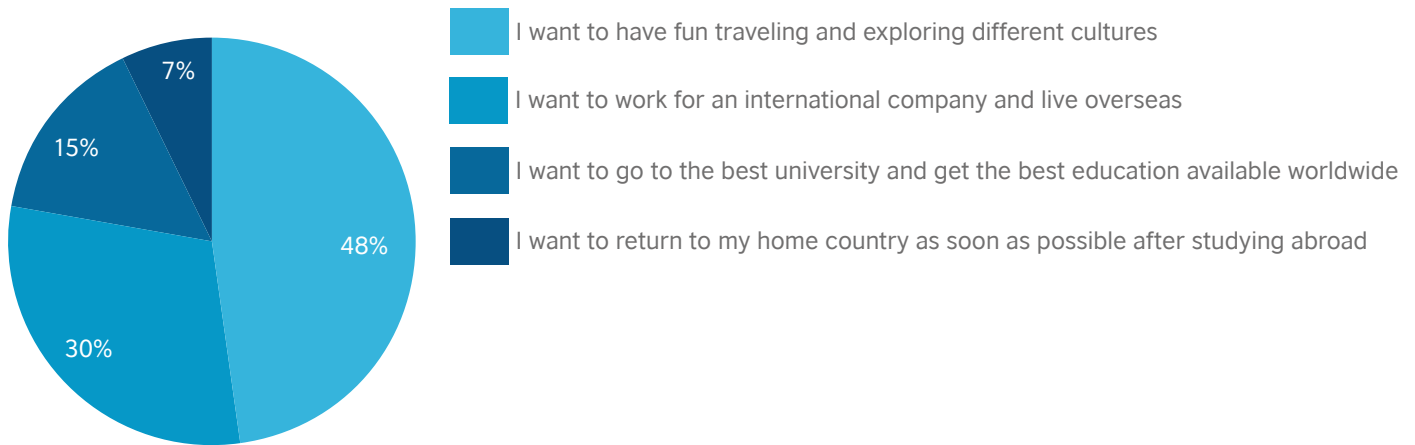 I want to have fun traveling and exploring different cultures
7%
I want to work for an international company and live overseas
15%
I want to go to the best university and get the best education available worldwide
I want to return to my home country as soon as possible after studying abroad
48%
30%